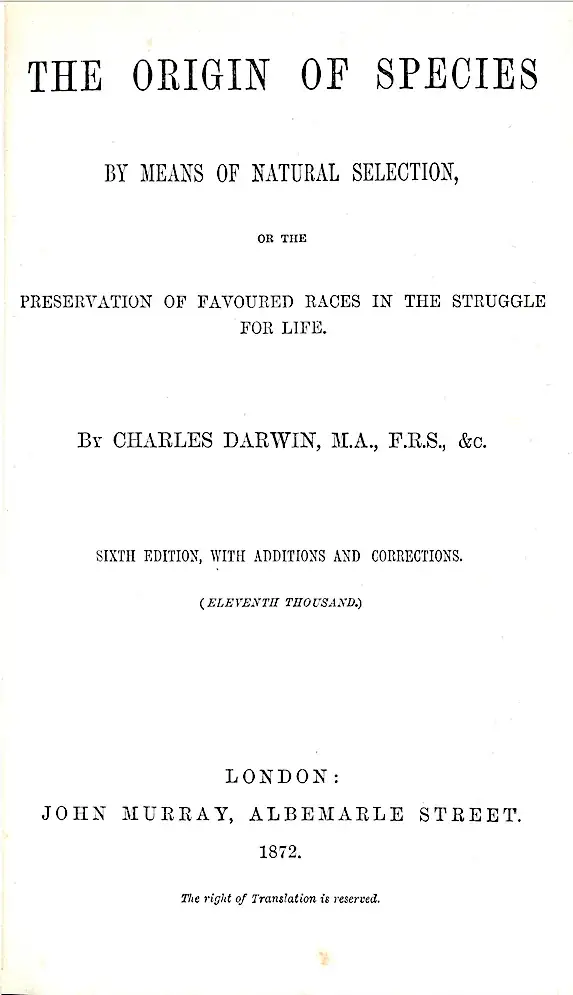 THE ORIGIN OF SPECIES
BY MEANS OF NATURAL SELECTION,
OR THE
PRESERVATION OF FAVOURED RACES IN THE STRUGGLE
FOR LIFE.
By CHARLES DARWIN, M.A., F.R.S., &c.
SIXTH EDITION, WITH ADDITIONS AND CORRECTIONS.
(ELEVENTH THOUSAND.)
LONDON:
JOHN MURRAY, ALBEMARLE STREET.
1872.
The right of Translation is reserved.